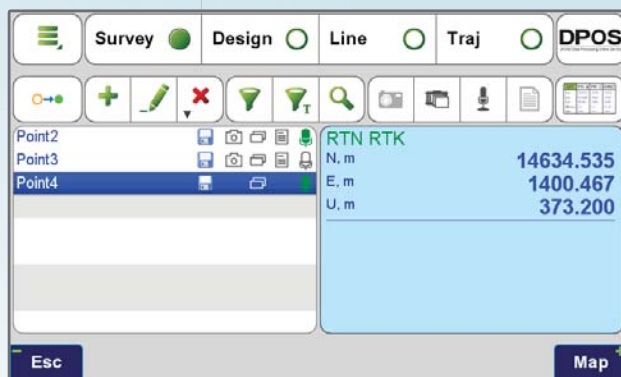 Survey
Design
Line
Traj
DPOS
T
Point2
Point3
Point4
RTN RTK
N, m 14634.535
E, m 1400.467
U, m 373.200
Esc
Map